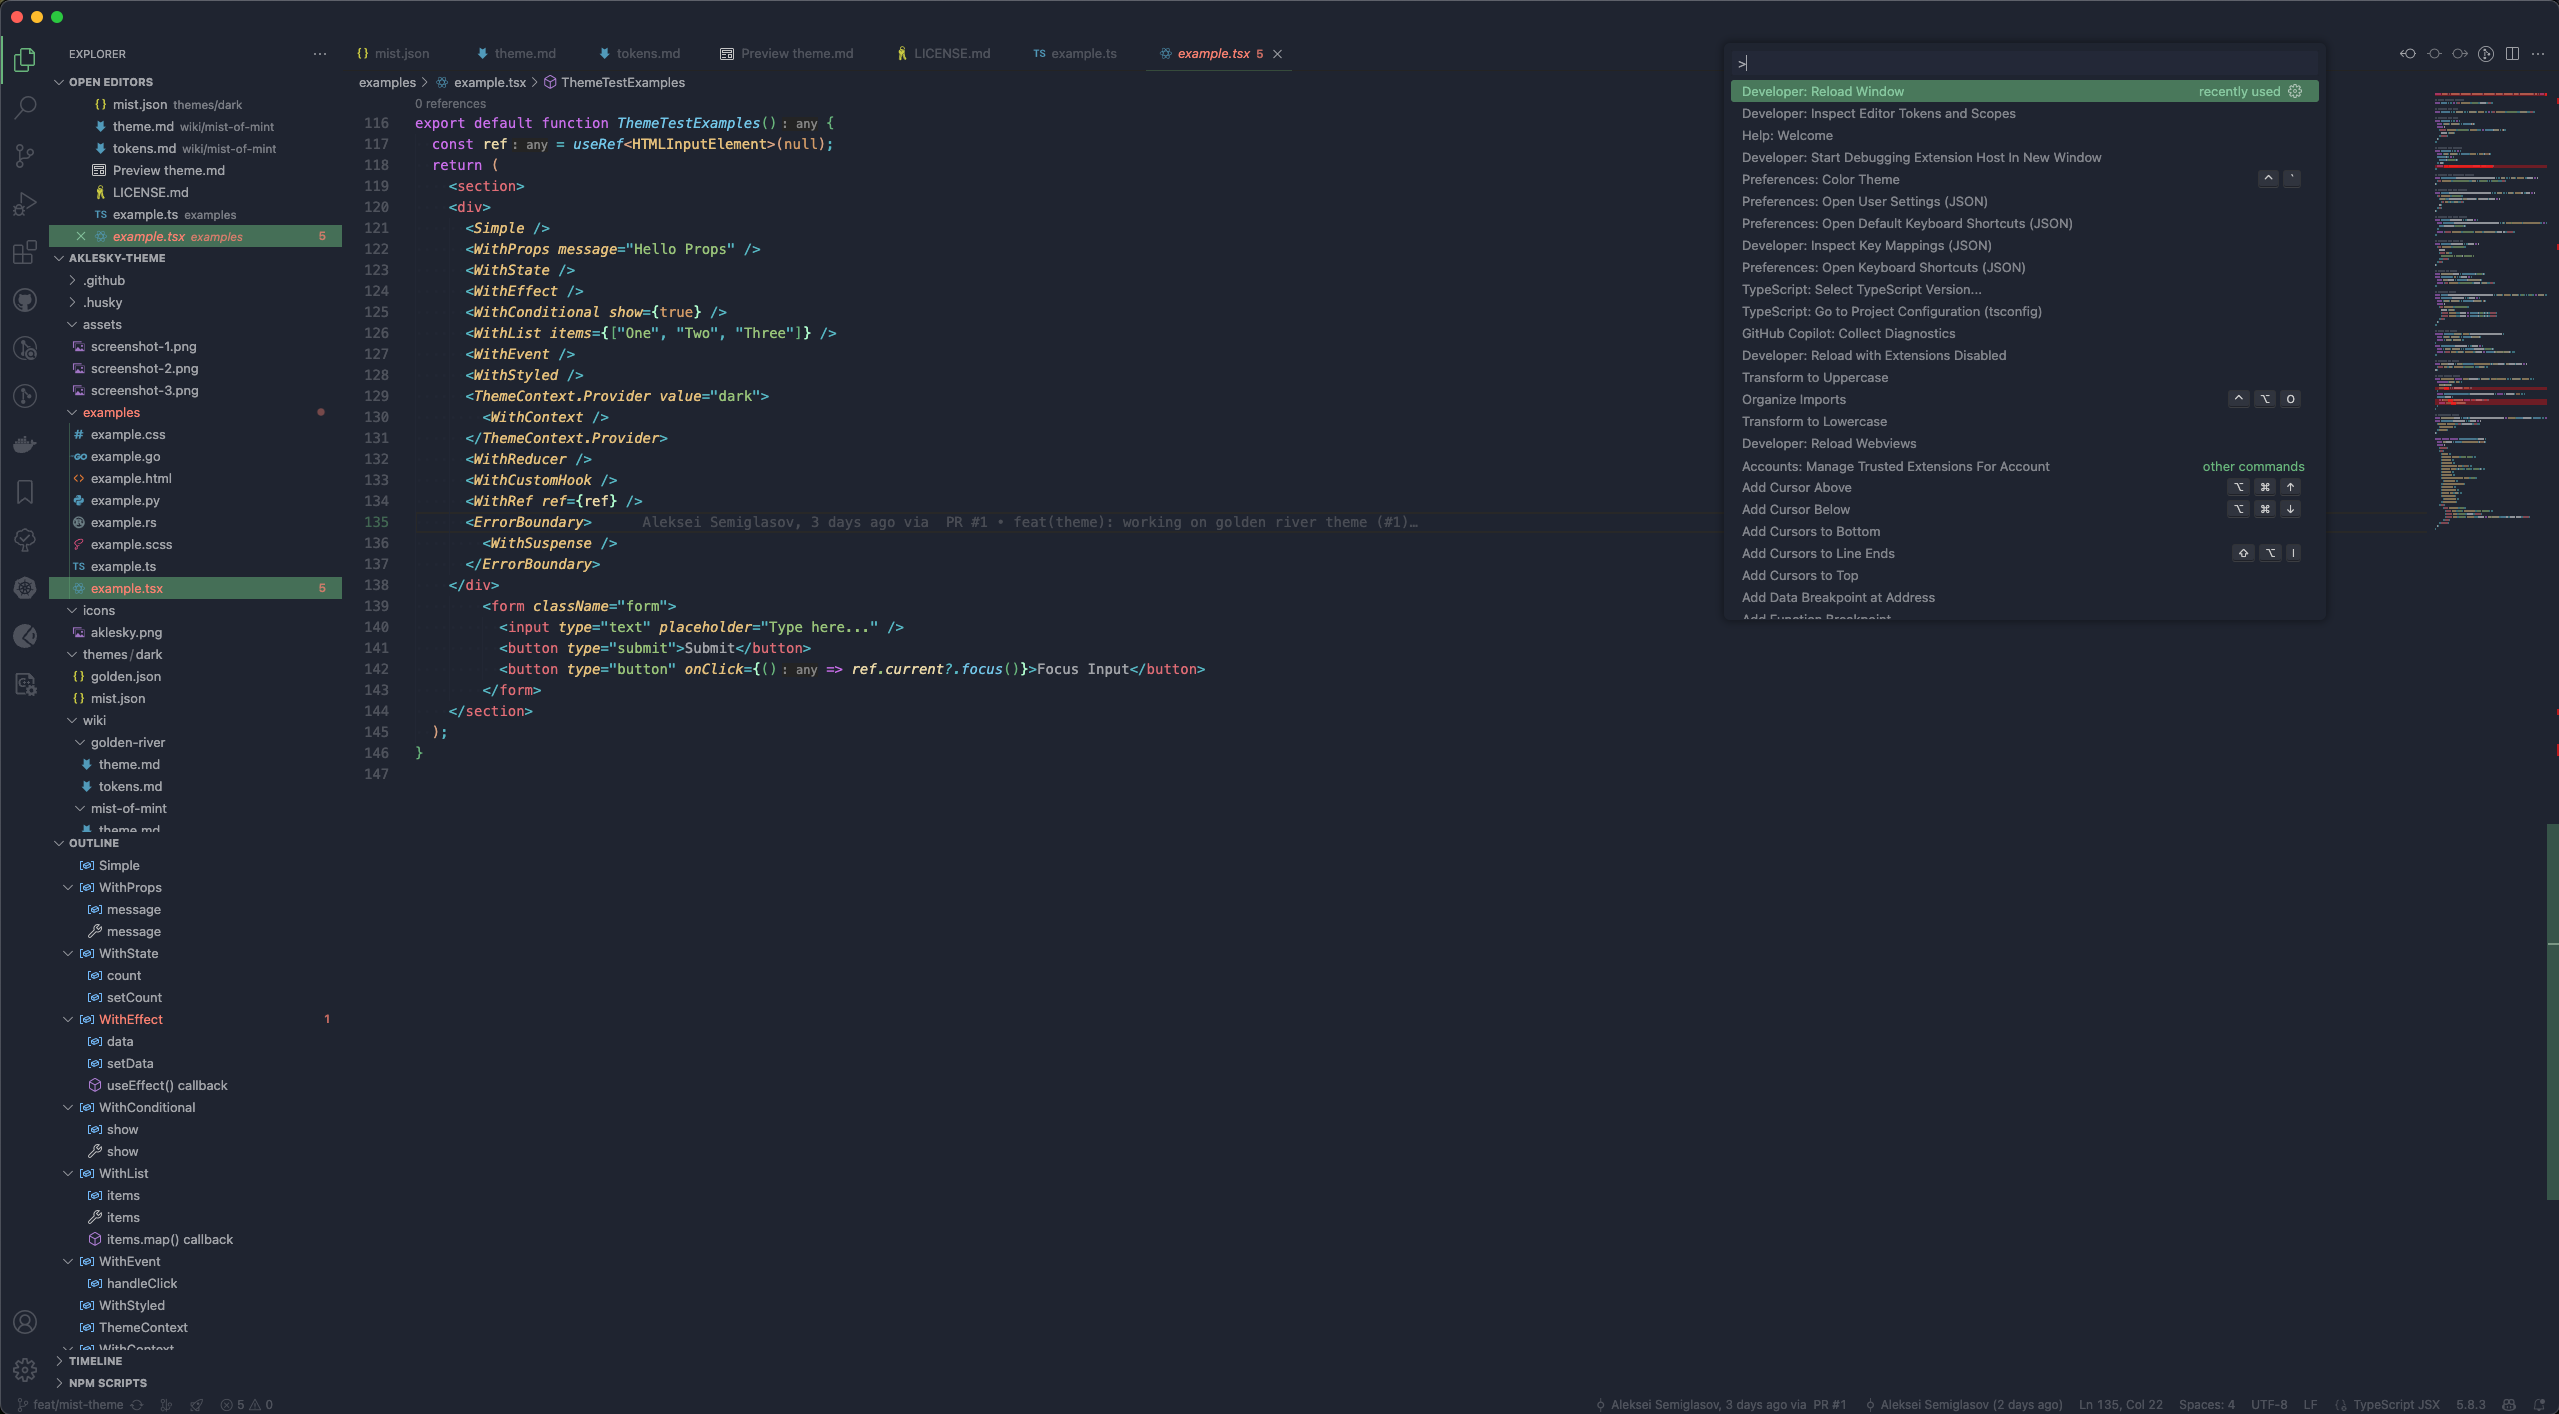 EXPLORER
OPEN EDITORS
mist.json themes/dark
theme.md wiki/mist-of-mint
tokens.md wiki/mist-of-mint
Preview theme.md
LICENSE.md
TS example.ts examples
example.tsx examples 5
AKLESKY-THEME
.github
.husky
assets
screenshot-1.png
screenshot-2.png
screenshot-3.png
examples
example.css
example.go
example.html
example.py
example.rs
example.scss
TS example.ts
example.tsx 5
icons
aklesky.png
themes/dark
golden.json
mist.json
wiki
golden-river
theme.md
tokens.md
mist-of-mint
theme.md
OUTLINE
Simple
WithProps
message
message
WithState
count
setCount
WithEffect 1
data
setData
useEffect() callback
WithConditional
show
show
WithList
items
items
items.map() callback
WithEvent
handleClick
WithStyled
ThemeContext
WithContext
TIMELINE
NPM SCRIPTS
mist.json theme.md tokens.md Preview theme.md LICENSE.md TS example.ts example.tsx 5
examples > example.tsx > ThemeTestExamples
0 references
116 export default function ThemeTestExamples() : any {
117 const ref : any = useRef<HTMLInputElement>(null);
118 return (
119 <section>
120 <div>
121 <Simple />
122 <WithProps message="Hello Props" />
123 <WithState />
124 <WithEffect />
125 <WithConditional show={true} />
126 <WithList items={["One", "Two", "Three"]} />
127 <WithEvent />
128 <WithStyled />
129 <ThemeContext.Provider value="dark">
130 <WithContext />
131 </ThemeContext.Provider>
132 <WithReducer />
133 <WithCustomHook />
134 <WithRef ref={ref} />
135 <ErrorBoundary> Aleksei Semiglasov, 3 days ago via PR #1 • feat(theme): working on golden river theme (#1)…
136 <WithSuspense />
137 </ErrorBoundary>
138 </div>
139 <form className="form">
140 <input type="text" placeholder="Type here..." />
141 <button type="submit">Submit</button>
142 <button type="button" onClick={() : any => ref.current?.focus()}>Focus Input</button>
143 </form>
144 </section>
145 );
146 }
147
>
Developer: Reload Window recently used
Developer: Inspect Editor Tokens and Scopes
Help: Welcome
Developer: Start Debugging Extension Host In New Window
Preferences: Color Theme ^ `
Preferences: Open User Settings (JSON)
Preferences: Open Default Keyboard Shortcuts (JSON)
Developer: Inspect Key Mappings (JSON)
Preferences: Open Keyboard Shortcuts (JSON)
TypeScript: Select TypeScript Version...
TypeScript: Go to Project Configuration (tsconfig)
GitHub Copilot: Collect Diagnostics
Developer: Reload with Extensions Disabled
Transform to Uppercase
Organize Imports ^ ⌥ O
Transform to Lowercase
Developer: Reload Webviews
Accounts: Manage Trusted Extensions For Account other commands
Add Cursor Above ⌥ ⌘ ↑
Add Cursor Below ⌥ ⌘ ↓
Add Cursors to Bottom
Add Cursors to Line Ends ⇧ ⌥ I
Add Cursors to Top
Add Data Breakpoint at Address
Add Function Breakpoint
feat/mist-theme 5 0 Aleksei Semiglasov, 3 days ago via PR #1 Aleksei Semiglasov (2 days ago) Ln 135, Col 22 Spaces: 4 UTF-8 LF TypeScript JSX 5.8.3